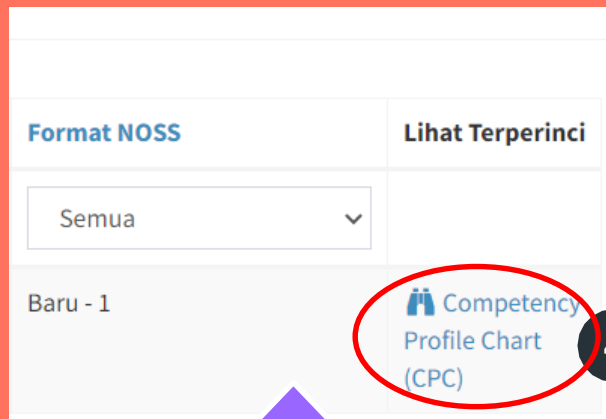 Format NOSS
Lihat Terperinci
Semua
Baru - 1
Competency
Profile Chart
(CPC)